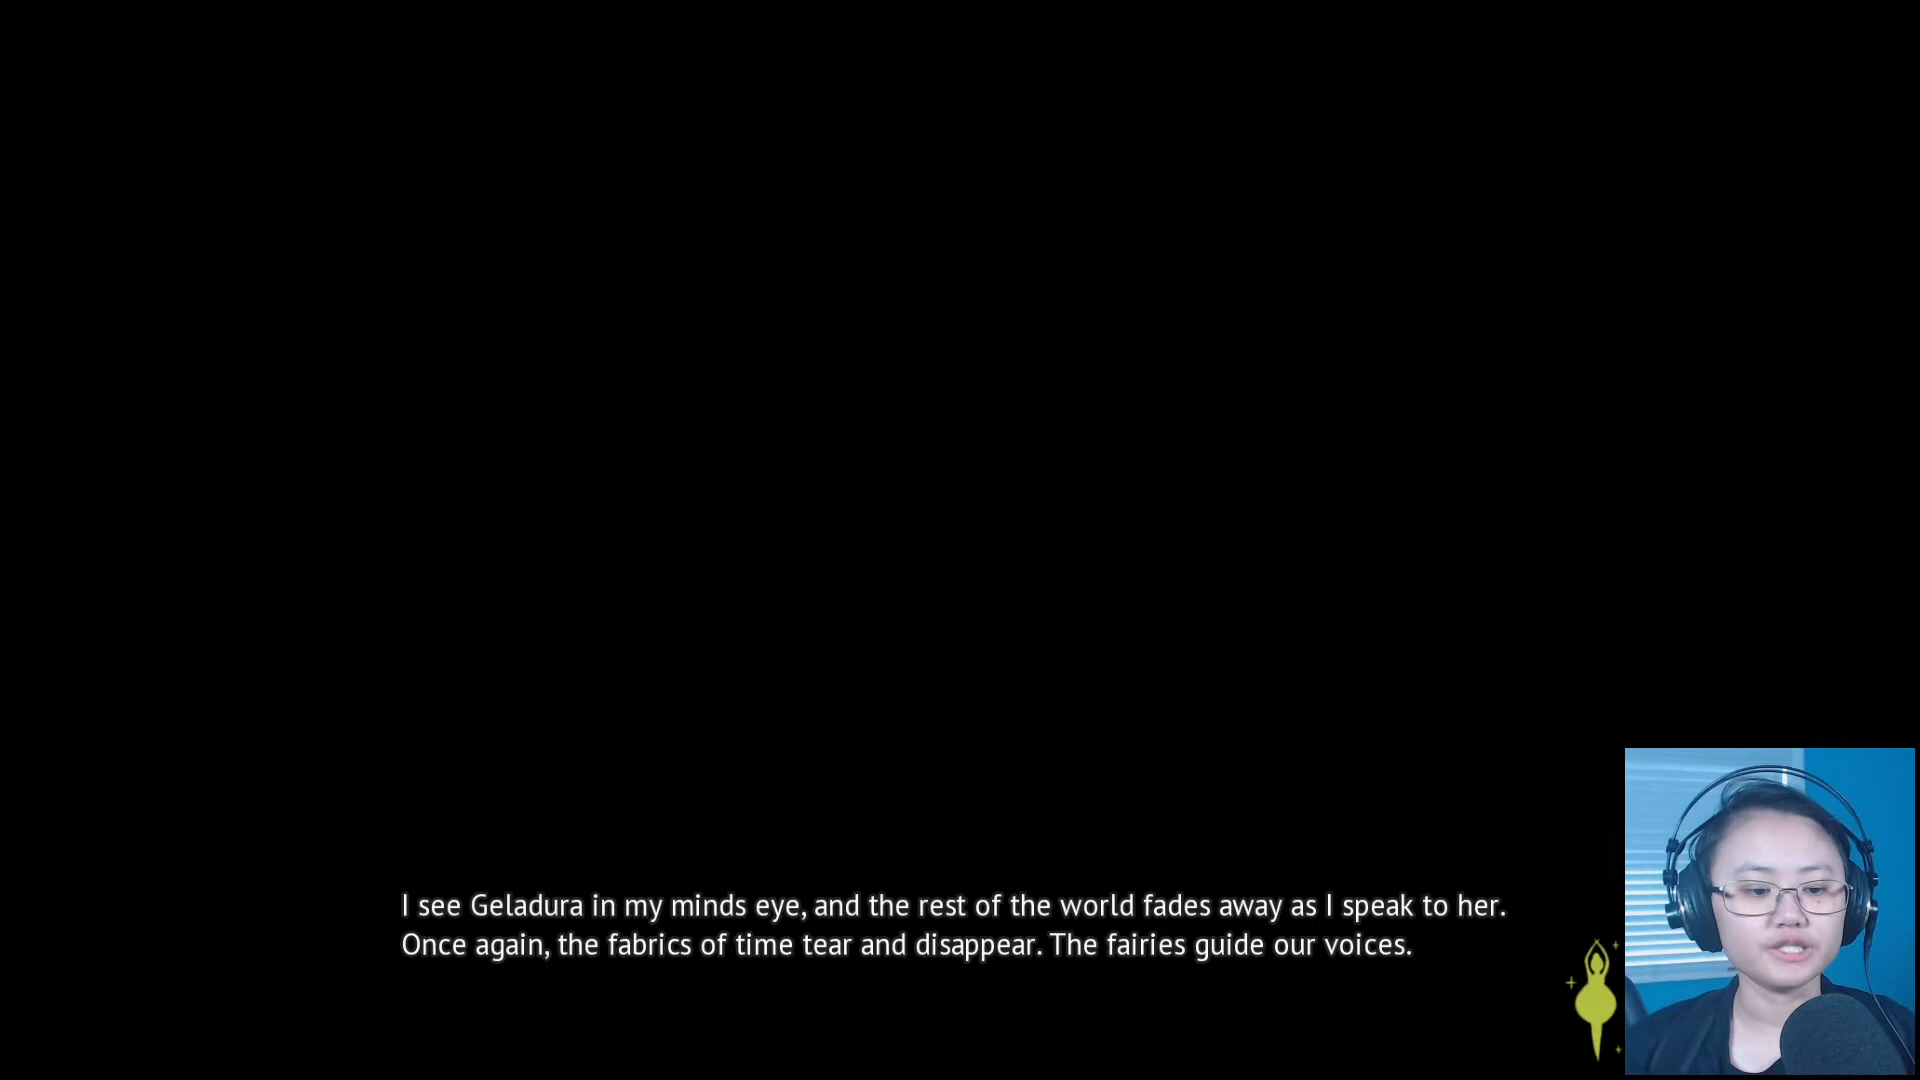 I see Geladura in my minds eye, and the rest of the world fades away as I speak to her.
Once again, the fabrics of time tear and disappear. The fairies guide our voices.